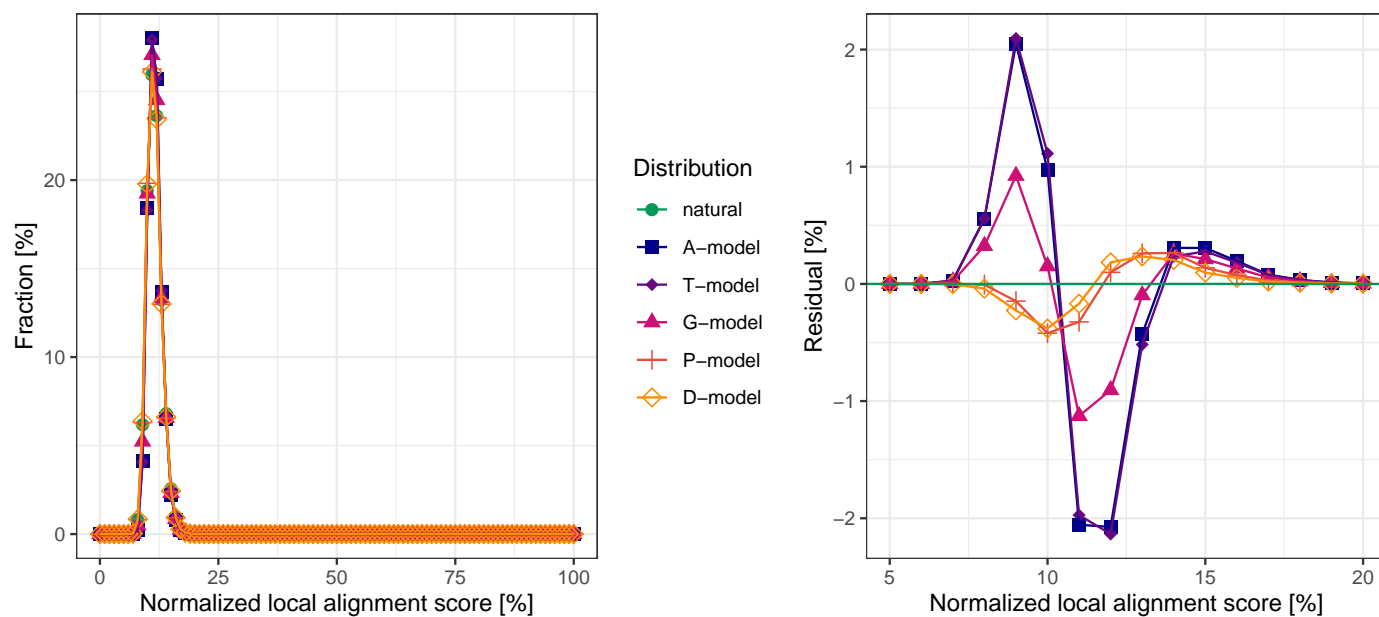 Fraction [%]
20
10
0
0
25
50
75
100
Normalized local alignment score [%]
Distribution
natural
A−model
T−model
G−model
P−model
D−model
Residual [%]
2
1
0
−1
−2
5
10
15
20
Normalized local alignment score [%]